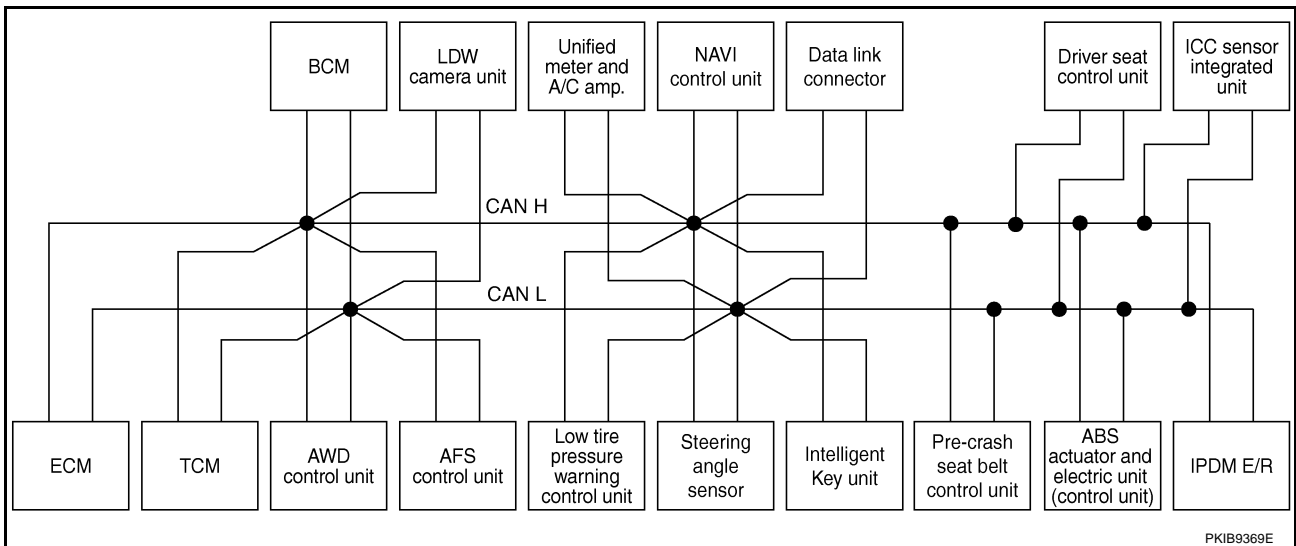 BCM
LDW
camera unit
Unified
meter and
A/C amp.
NAVI
control unit
Data link
connector
Driver seat
control unit
ICC sensor
integrated
unit
CAN H
CAN L
ECM
TCM
AWD
control unit
AFS
control unit
Low tire
pressure
warning
control unit
Steering
angle
sensor
Intelligent
Key unit
Pre-crash
seat belt
control unit
ABS
actuator and
electric unit
(control unit)
IPDM E/R
PKIB9369E